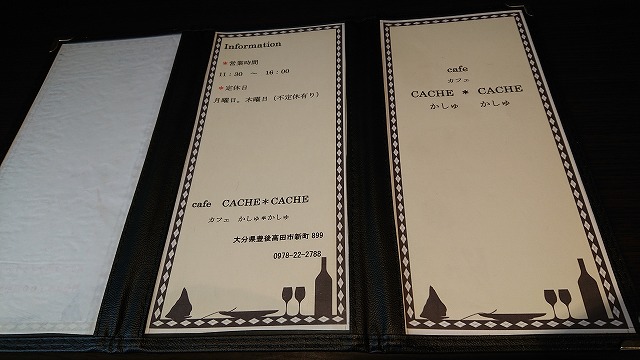 Information
*営業時間
11：30 ～ 16：00
*定休日
月曜日。木曜日（不定休有り）
cafe CACHE*CACHE
カフェ かしゅ*かしゅ
大分県豊後高田市新町899
0978-22-2788
cafe
カフェ
CACHE * CACHE
かしゅ かしゅ